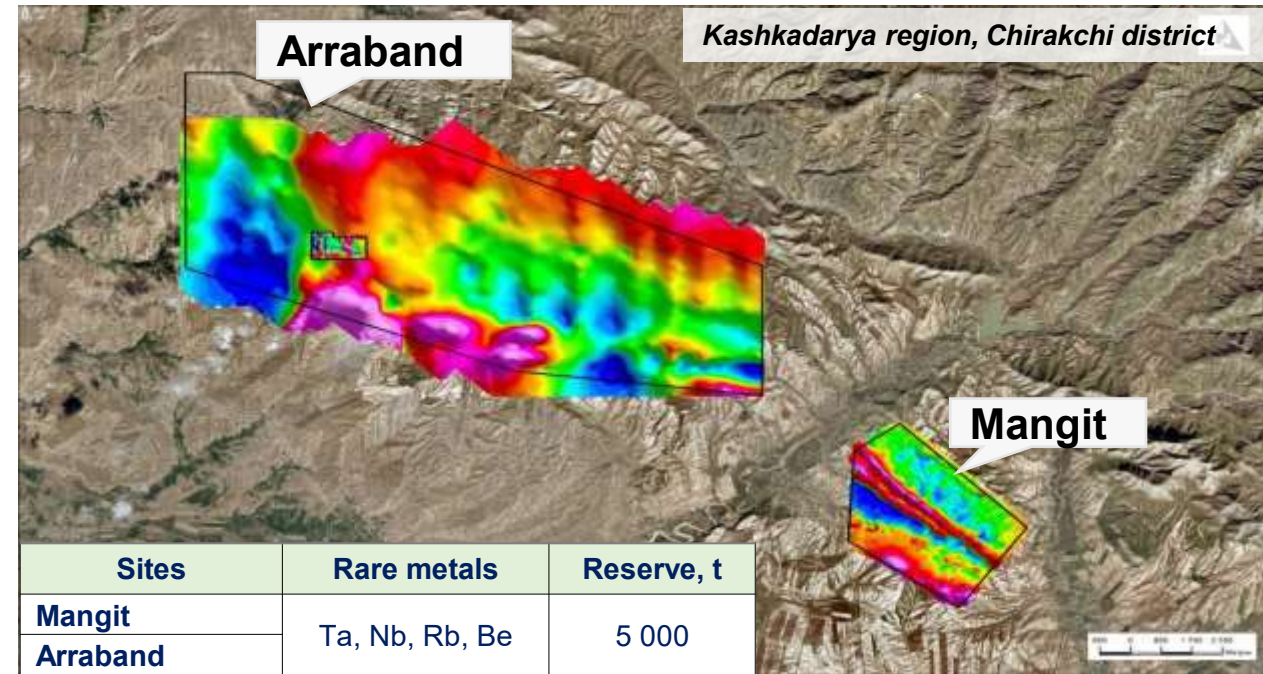 Kashkadarya region, Chirakchi district
Arraband
Mangit
Sites Rare metals Reserve, t
Mangit
Ta, Nb, Rb, Be 5 000
Arraband